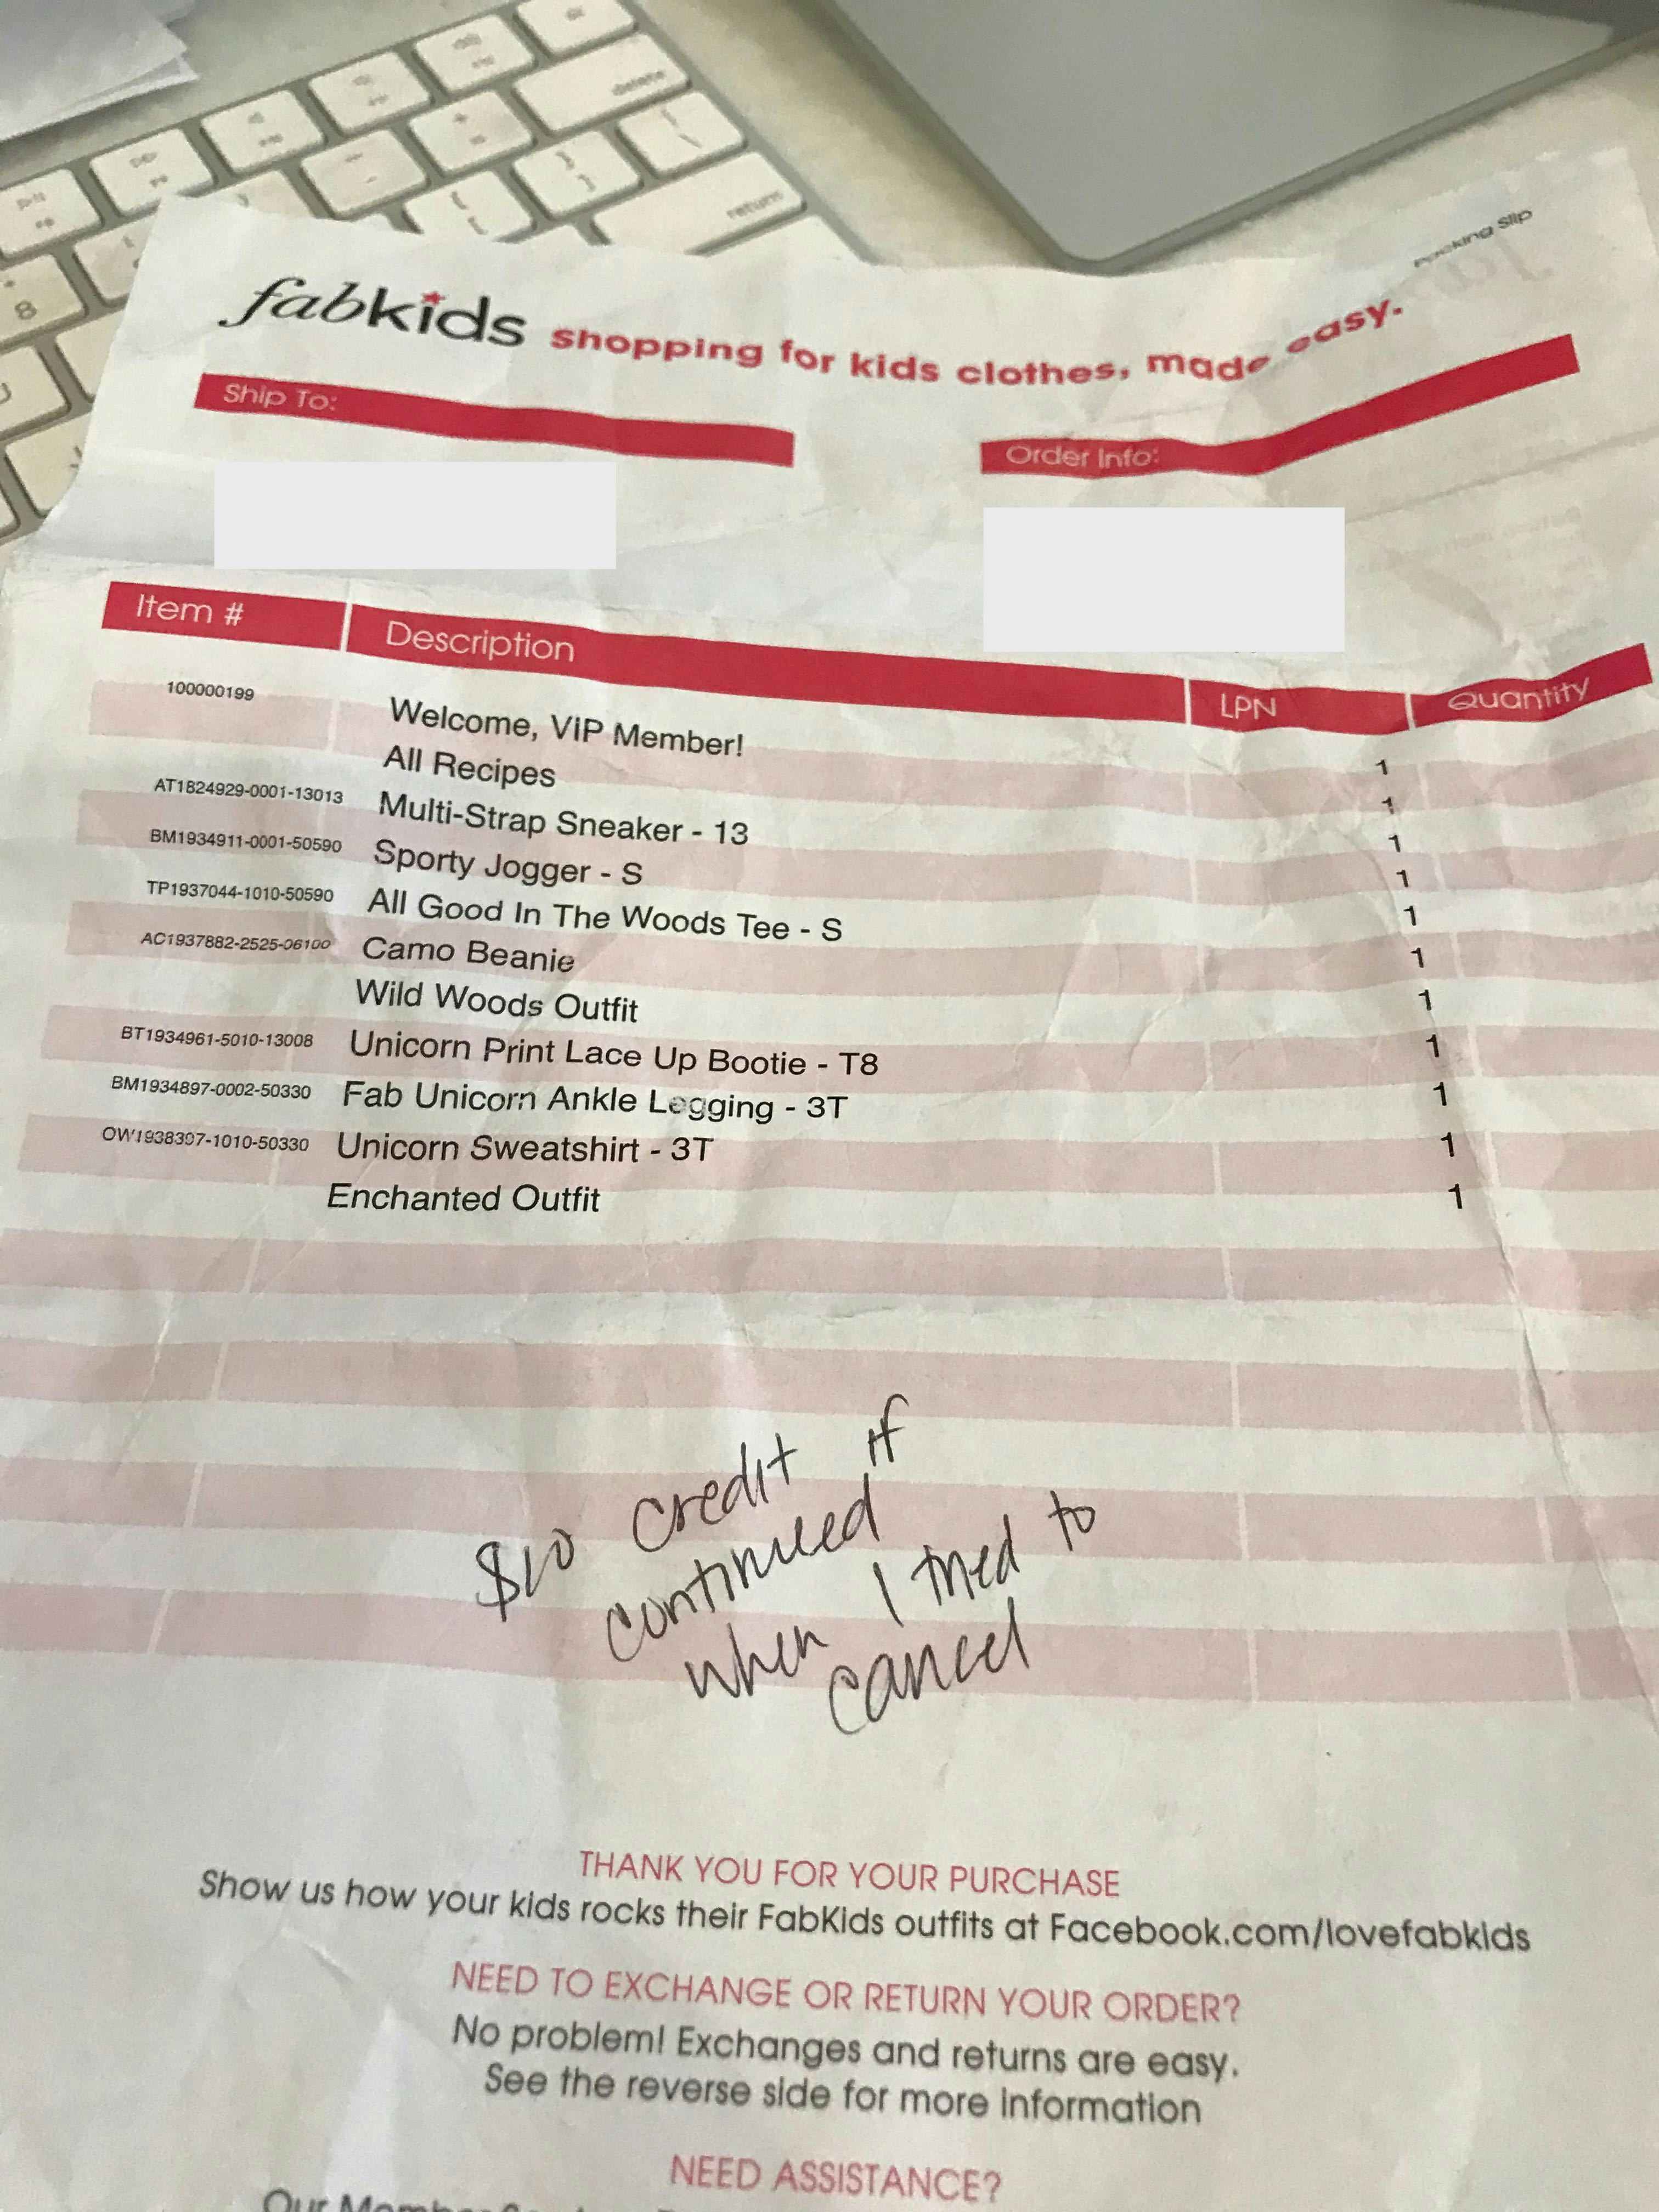 delete
return
8
Packing Slip
fabkids shopping for kids clothes, made easy.
Ship To:
Order Info:
Item # Description LPN Quantity
100000199 Welcome, VIP Member! 1
All Recipes 1
AT1824929-0001-13013 Multi-Strap Sneaker - 13 1
BM1934911-0001-50590 Sporty Jogger - S 1
TP1937044-1010-50590 All Good In The Woods Tee - S 1
AC1937882-2525-06100 Camo Beanie 1
Wild Woods Outfit 1
BT1934961-5010-13008 Unicorn Print Lace Up Bootie - T8 1
BM1934897-0002-50330 Fab Unicorn Ankle Legging - 3T 1
OW1938397-1010-50330 Unicorn Sweatshirt - 3T 1
Enchanted Outfit 1
$10 credit if
continued
when I tried to
cancel
THANK YOU FOR YOUR PURCHASE
Show us how your kids rocks their FabKids outfits at Facebook.com/lovefabkids
NEED TO EXCHANGE OR RETURN YOUR ORDER?
No problem! Exchanges and returns are easy.
See the reverse side for more information
NEED ASSISTANCE?
Our Member